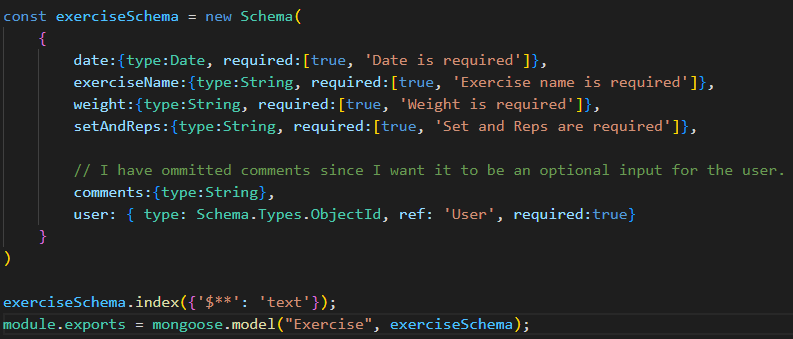 const exerciseSchema = new Schema(
    {
        date:{type:Date, required:[true, 'Date is required']},
        exerciseName:{type:String, required:[true, 'Exercise name is required']},
        weight:{type:String, required:[true, 'Weight is required']},
        setAndReps:{type:String, required:[true, 'Set and Reps are required']},

        // I have ommitted comments since I want it to be an optional input for the user.
        comments:{type:String},
        user: { type: Schema.Types.ObjectId, ref: 'User', required:true}
    }
)

exerciseSchema.index({'$**': 'text'});
module.exports = mongoose.model("Exercise", exerciseSchema);